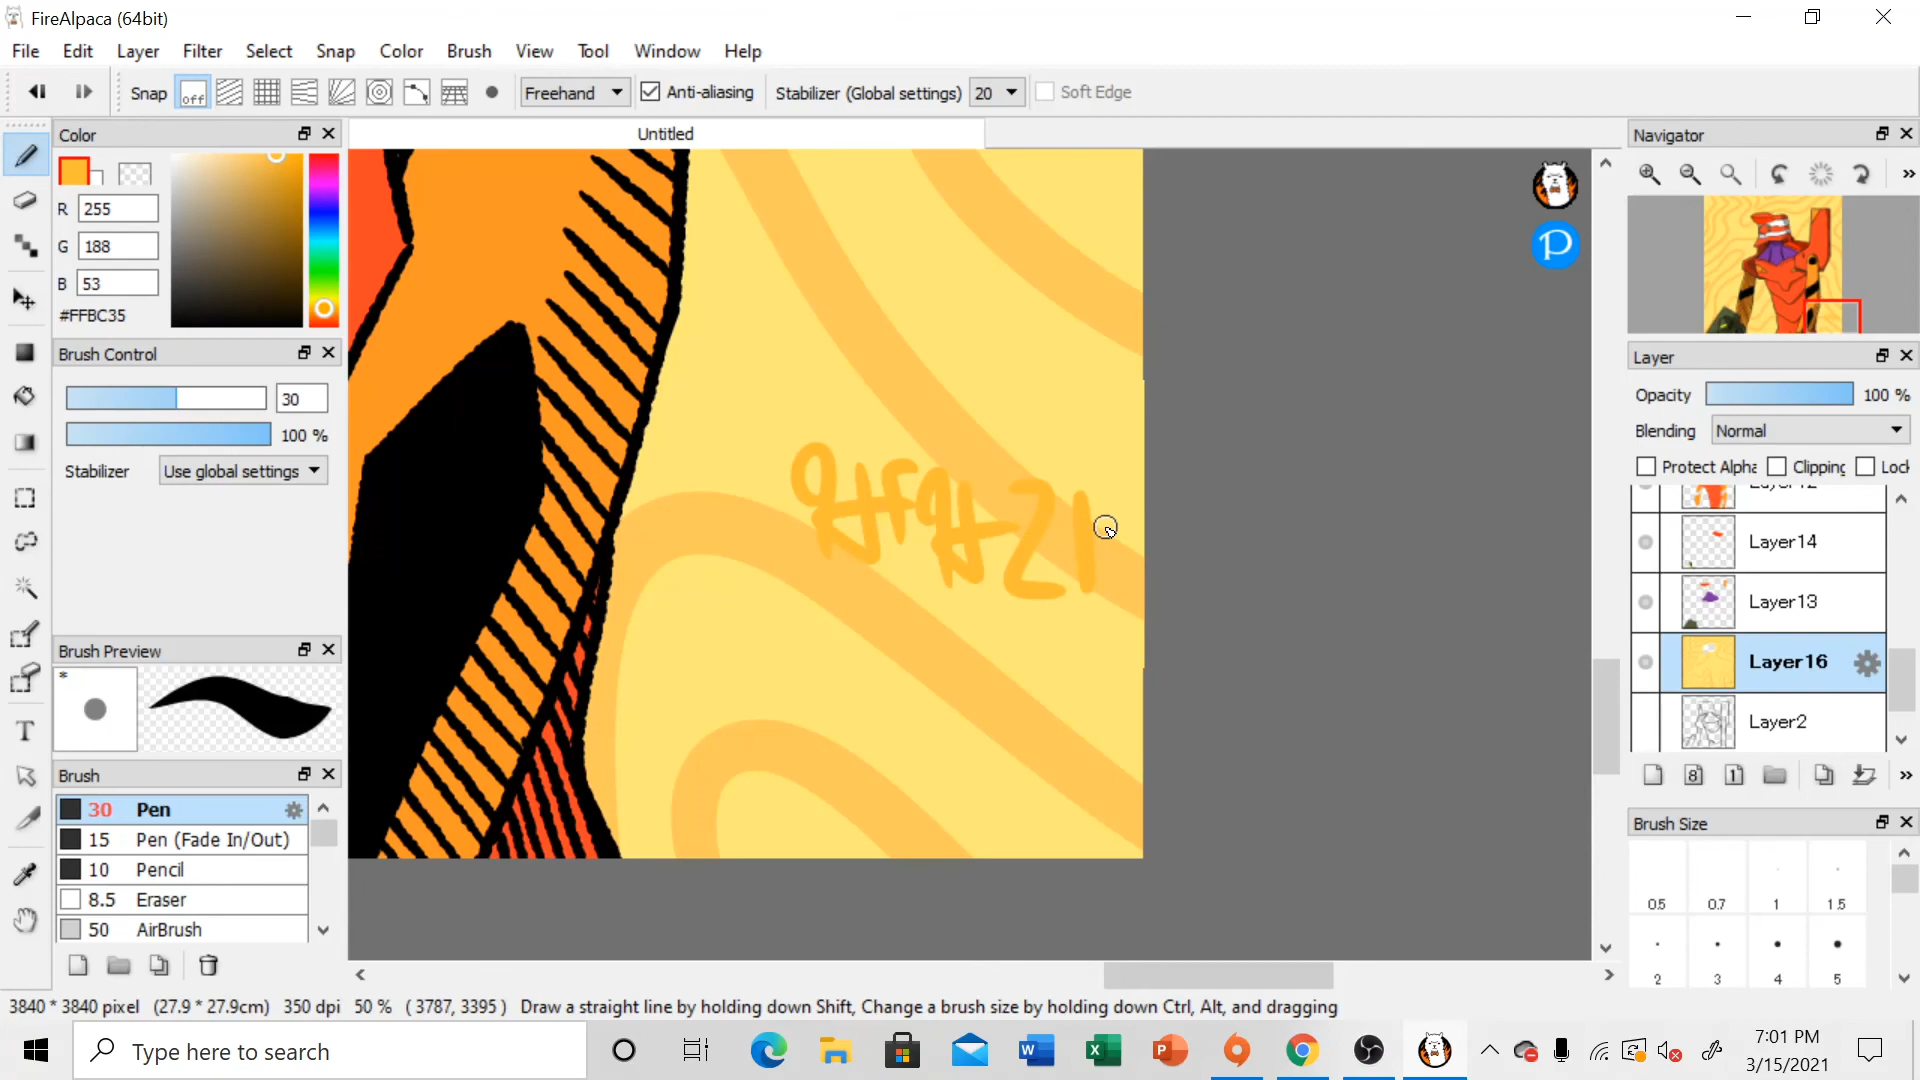 FireAlpaca (64bit)
File Edit Layer Filter Select Snap Color Brush View Tool Window Help
Snap off Freehand Anti-aliasing Stabilizer (Global settings) 20 Soft Edge
Color
Untitled
Navigator
R 255
G 188
B 53
#FFBC35
Brush Control
30
100 %
Stabilizer Use global settings
Layer
Opacity 100 %
Blending Normal
Protect Alpha Clipping Lock
Layer12
Layer14
Layer13
Layer16
Layer2
8 1
Brush Preview
*
Brush
30 Pen
15 Pen (Fade In/Out)
10 Pencil
8.5 Eraser
50 AirBrush
Brush Size
0.5 0.7 1 1.5
2 3 4 5
3840 * 3840 pixel (27.9 * 27.9cm) 350 dpi 50 % ( 3787, 3395 ) Draw a straight line by holding down Shift, Change a brush size by holding down Ctrl, Alt, and dragging
Type here to search
7:01 PM
3/15/2021